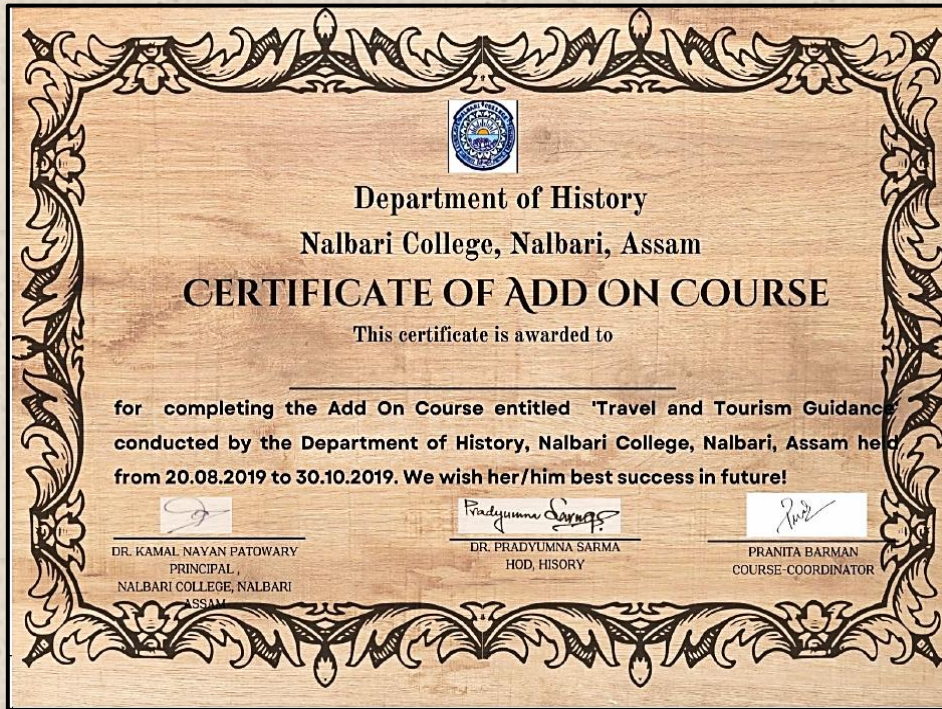 Department of History
Nalbari College, Nalbari, Assam
CERTIFICATE OF ADD ON COURSE
This certificate is awarded to
for completing the Add On Course entitled 'Travel and Tourism Guidance
conducted by the Department of History, Nalbari College, Nalbari, Assam held
from 20.08.2019 to 30.10.2019. We wish her/him best success in future!
Pradyumna Sarma
DR. KAMAL NAYAN PATOWARY
PRINCIPAL ,
NALBARI COLLEGE, NALBARI
ASSAM
DR. PRADYUMNA SARMA
HOD, HISORY
PRANITA BARMAN
COURSE-COORDINATOR